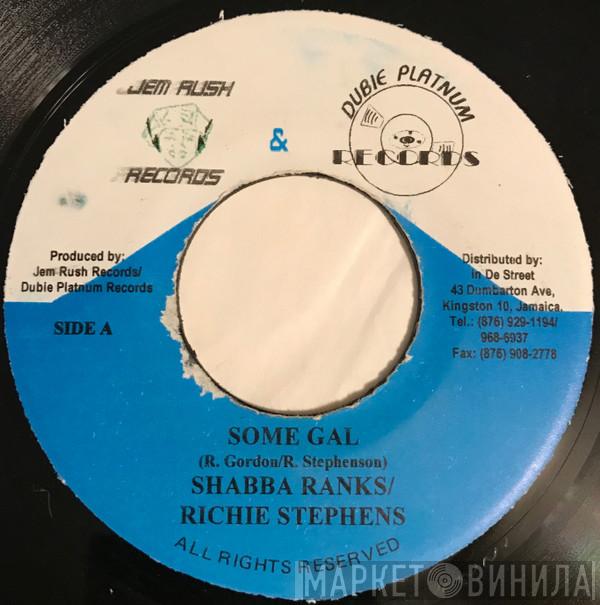 JEM RUSH
RECORDS
&
DUBIE PLATNUM
RECORDS
Produced by:
Jem Rush Records/
Dubie Platnum Records
Distributed by:
In De Street
43 Dumbarton Ave,
Kingston 10, Jamaica.
Tel.: (876) 929-1194/
968-6937
Fax: (876) 908-2778
SIDE A
SOME GAL
(R. Gordon/R. Stephenson)
SHABBA RANKS/
RICHIE STEPHENS
ALL RIGHTS RESERVED
МАРКЕТ ВИНИЛА